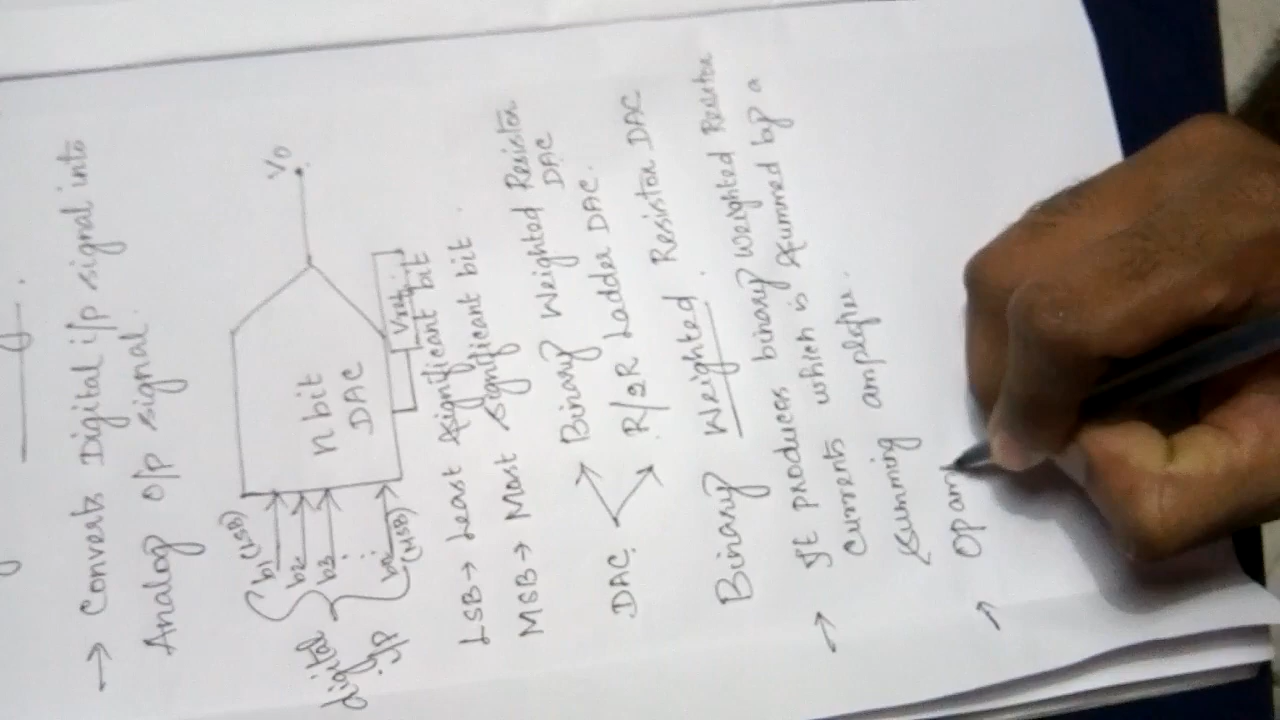 → Converts Digital i/p signal into
Analog o/p signal.
Vo
n bit
DAC
Vref
digital
i/p
b1 (LSB)
b2
b3
bn
(MSB)
LSB → Least significant bit
MSB → Most significant bit
DAC
Binary Weighted Resistor
DAC
R/2R Ladder DAC.
Binary Weighted Resistor DAC
→ It produces binary weighted
currents which is summed by a
summing amplifier.
→ Opam